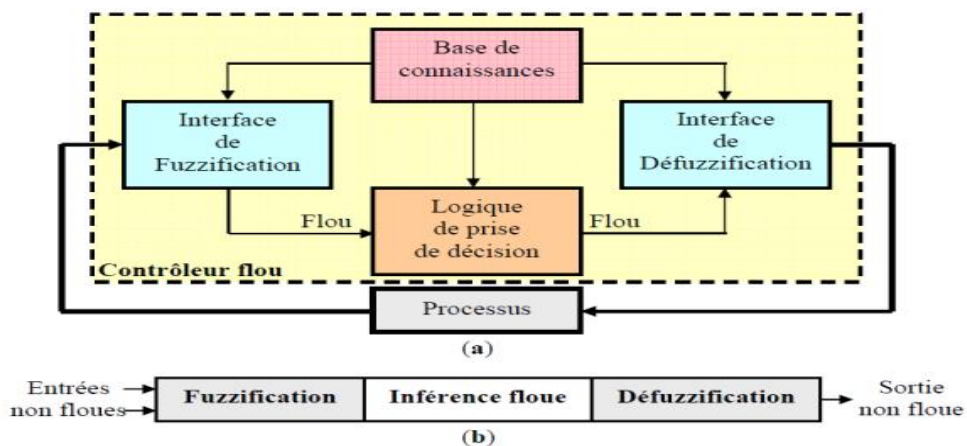 Base de
connaissances
Interface
de
Fuzzification
Interface
de
Défuzzification
Flou
Logique
de prise
de décision
Flou
Contrôleur flou
Processus
(a)
Entrées
non floues
Fuzzification
Inférence floue
Défuzzification
Sortie
non floue
(b)